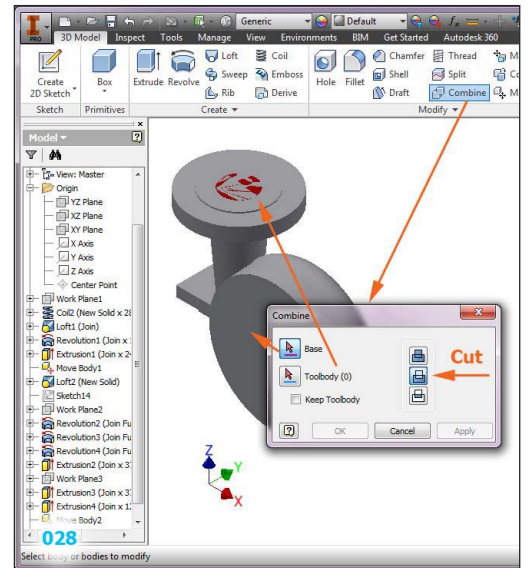 I
PRO
Generic
Default
3D Model Inspect Tools Manage View Environments BIM Get Started Autodesk 360
Create
2D Sketch
Box
Extrude Revolve
Loft
Sweep
Rib
Coil
Emboss
Derive
Hole Fillet
Chamfer
Shell
Draft
Thread
Split
Combine
Sketch Primitives Create Modify
Model
View: Master
Origin
YZ Plane
XZ Plane
XY Plane
X Axis
Y Axis
Z Axis
Center Point
Work Plane1
Coil2 (New Solid x 28
Loft1 (Join)
Revolution1 (Join x
Extrusion1 (Join x 2
Move Body1
Loft2 (New Solid)
Sketch14
Work Plane2
Revolution2 (Join Fu
Revolution3 (Join Fu
Revolution4 (Join Fu
Extrusion2 (Join x 3
Work Plane3
Extrusion3 (Join x 3
Extrusion4 (Join x 1
Move Body2
028
Select body or bodies to modify
Combine
Base
Toolbody (0)
Keep Toolbody
Cut
OK Cancel Apply
Z
Y
X